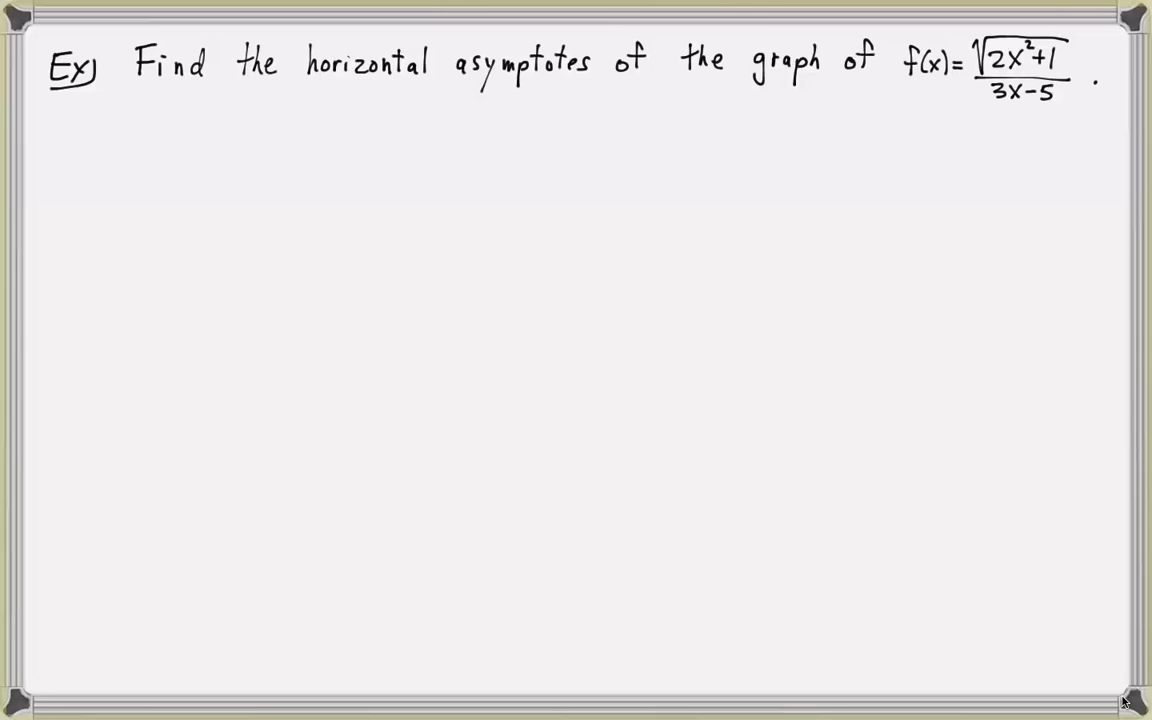 Ex) Find the horizontal asymptotes of the graph of f(x)= √(2x²+1) / (3x-5) .